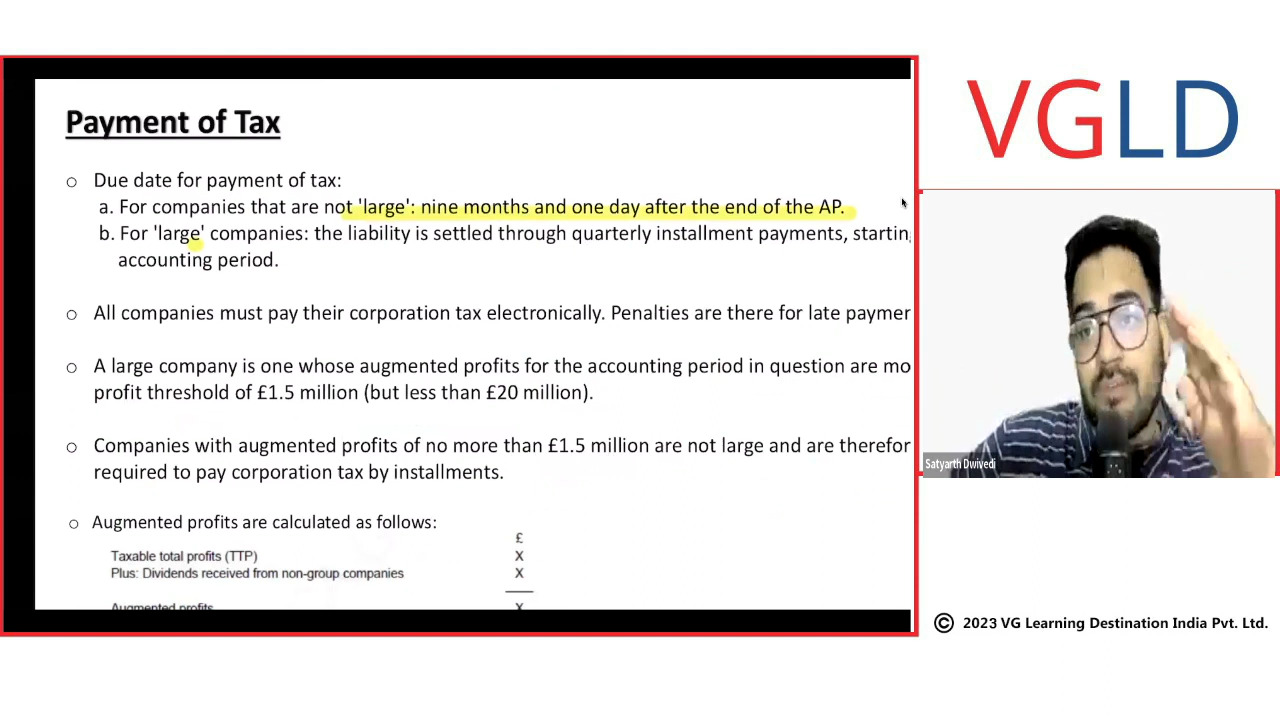 Payment of Tax
○ Due date for payment of tax:
a. For companies that are not 'large': nine months and one day after the end of the AP.
b. For 'large' companies: the liability is settled through quarterly installment payments,
accounting period.
○ All companies must pay their corporation tax electronically. Penalties are there for late
○ A large company is one whose augmented profits for the accounting period in question are
profit threshold of £1.5 million (but less than £20 million).
○ Companies with augmented profits of no more than £1.5 million are not large and are
required to pay corporation tax by installments.
○ Augmented profits are calculated as follows:
£
Taxable total profits (TTP) X
Plus: Dividends received from non-group companies X
Augmented profits X
VGLD
Satyarth Dwivedi
© 2023 VG Learning Destination India Pvt. Ltd.